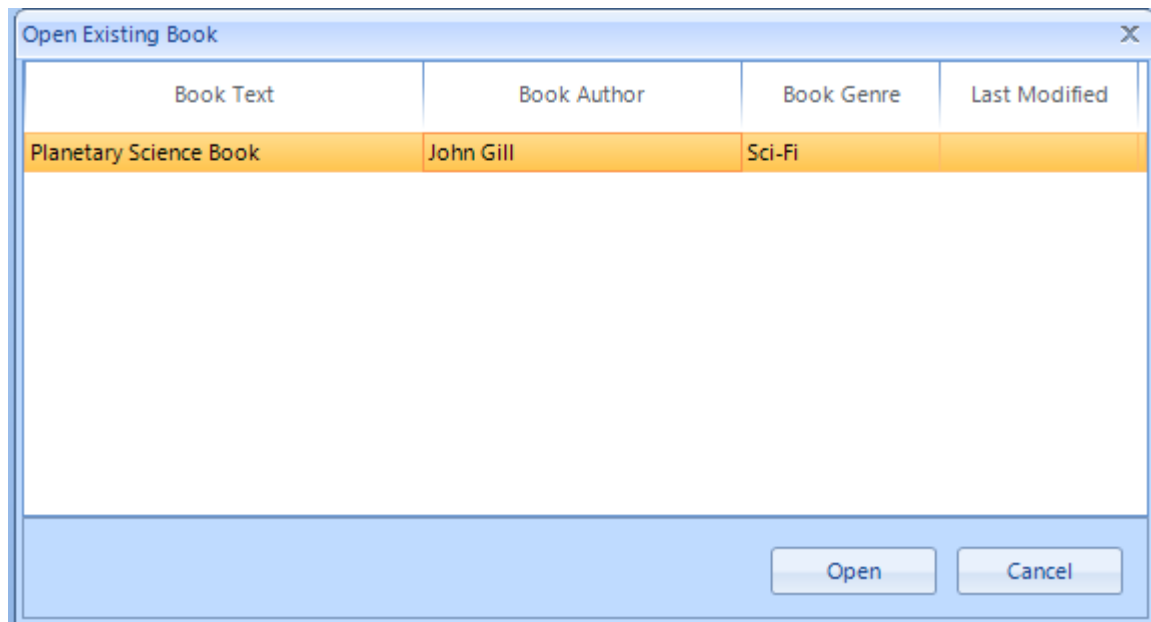 Open Existing Book
Book Text Book Author Book Genre Last Modified
Planetary Science Book John Gill Sci-Fi
Open Cancel